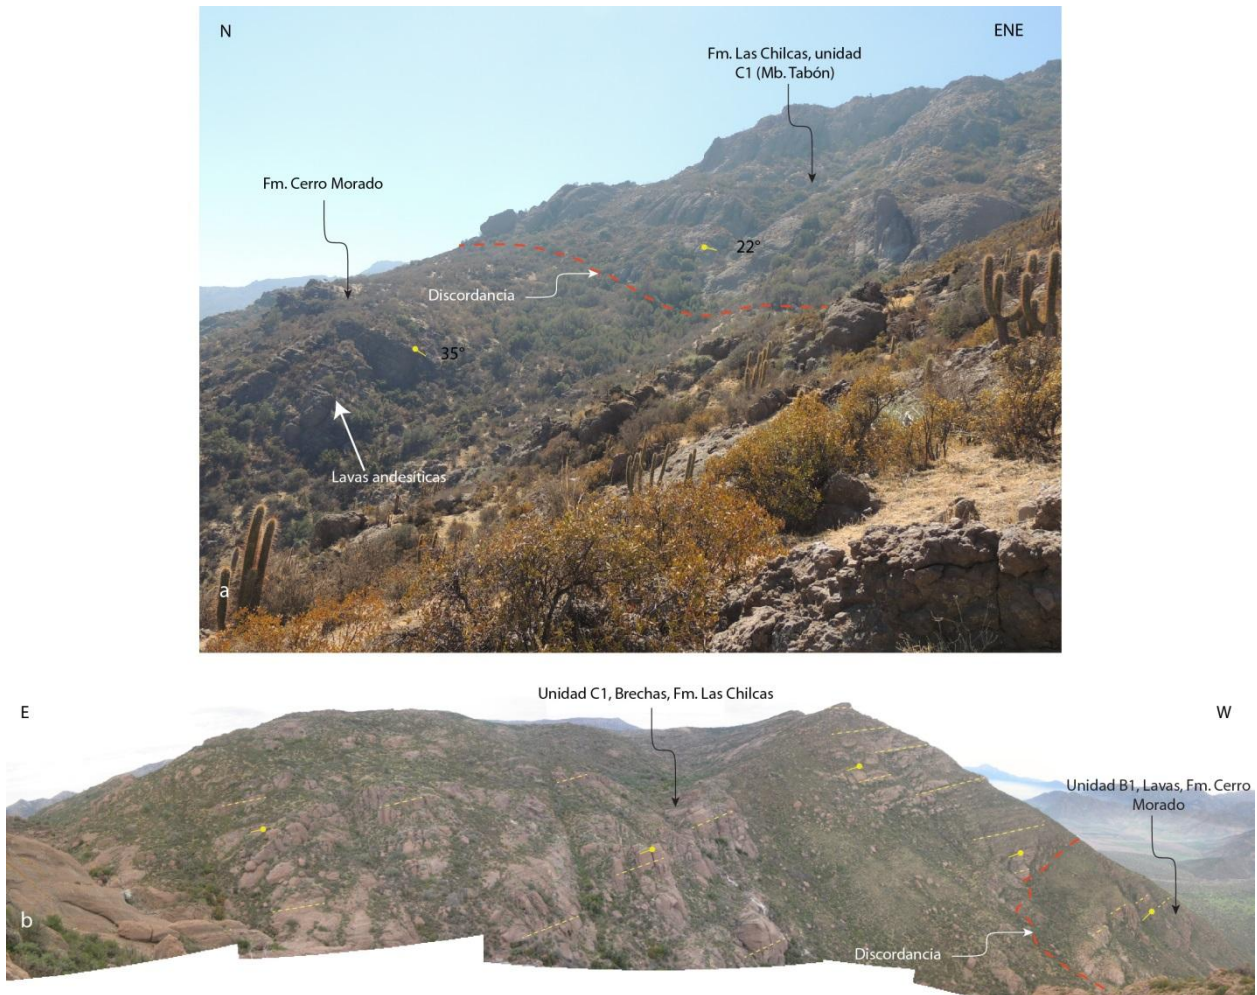 N
ENE
Fm. Las Chilcas, unidad
C1 (Mb. Tabón)
Fm. Cerro Morado
22°
Discordancia
35°
Lavas andesíticas
a
Unidad C1, Brechas, Fm. Las Chilcas
E
W
Unidad B1, Lavas, Fm. Cerro
Morado
b
Discordancia